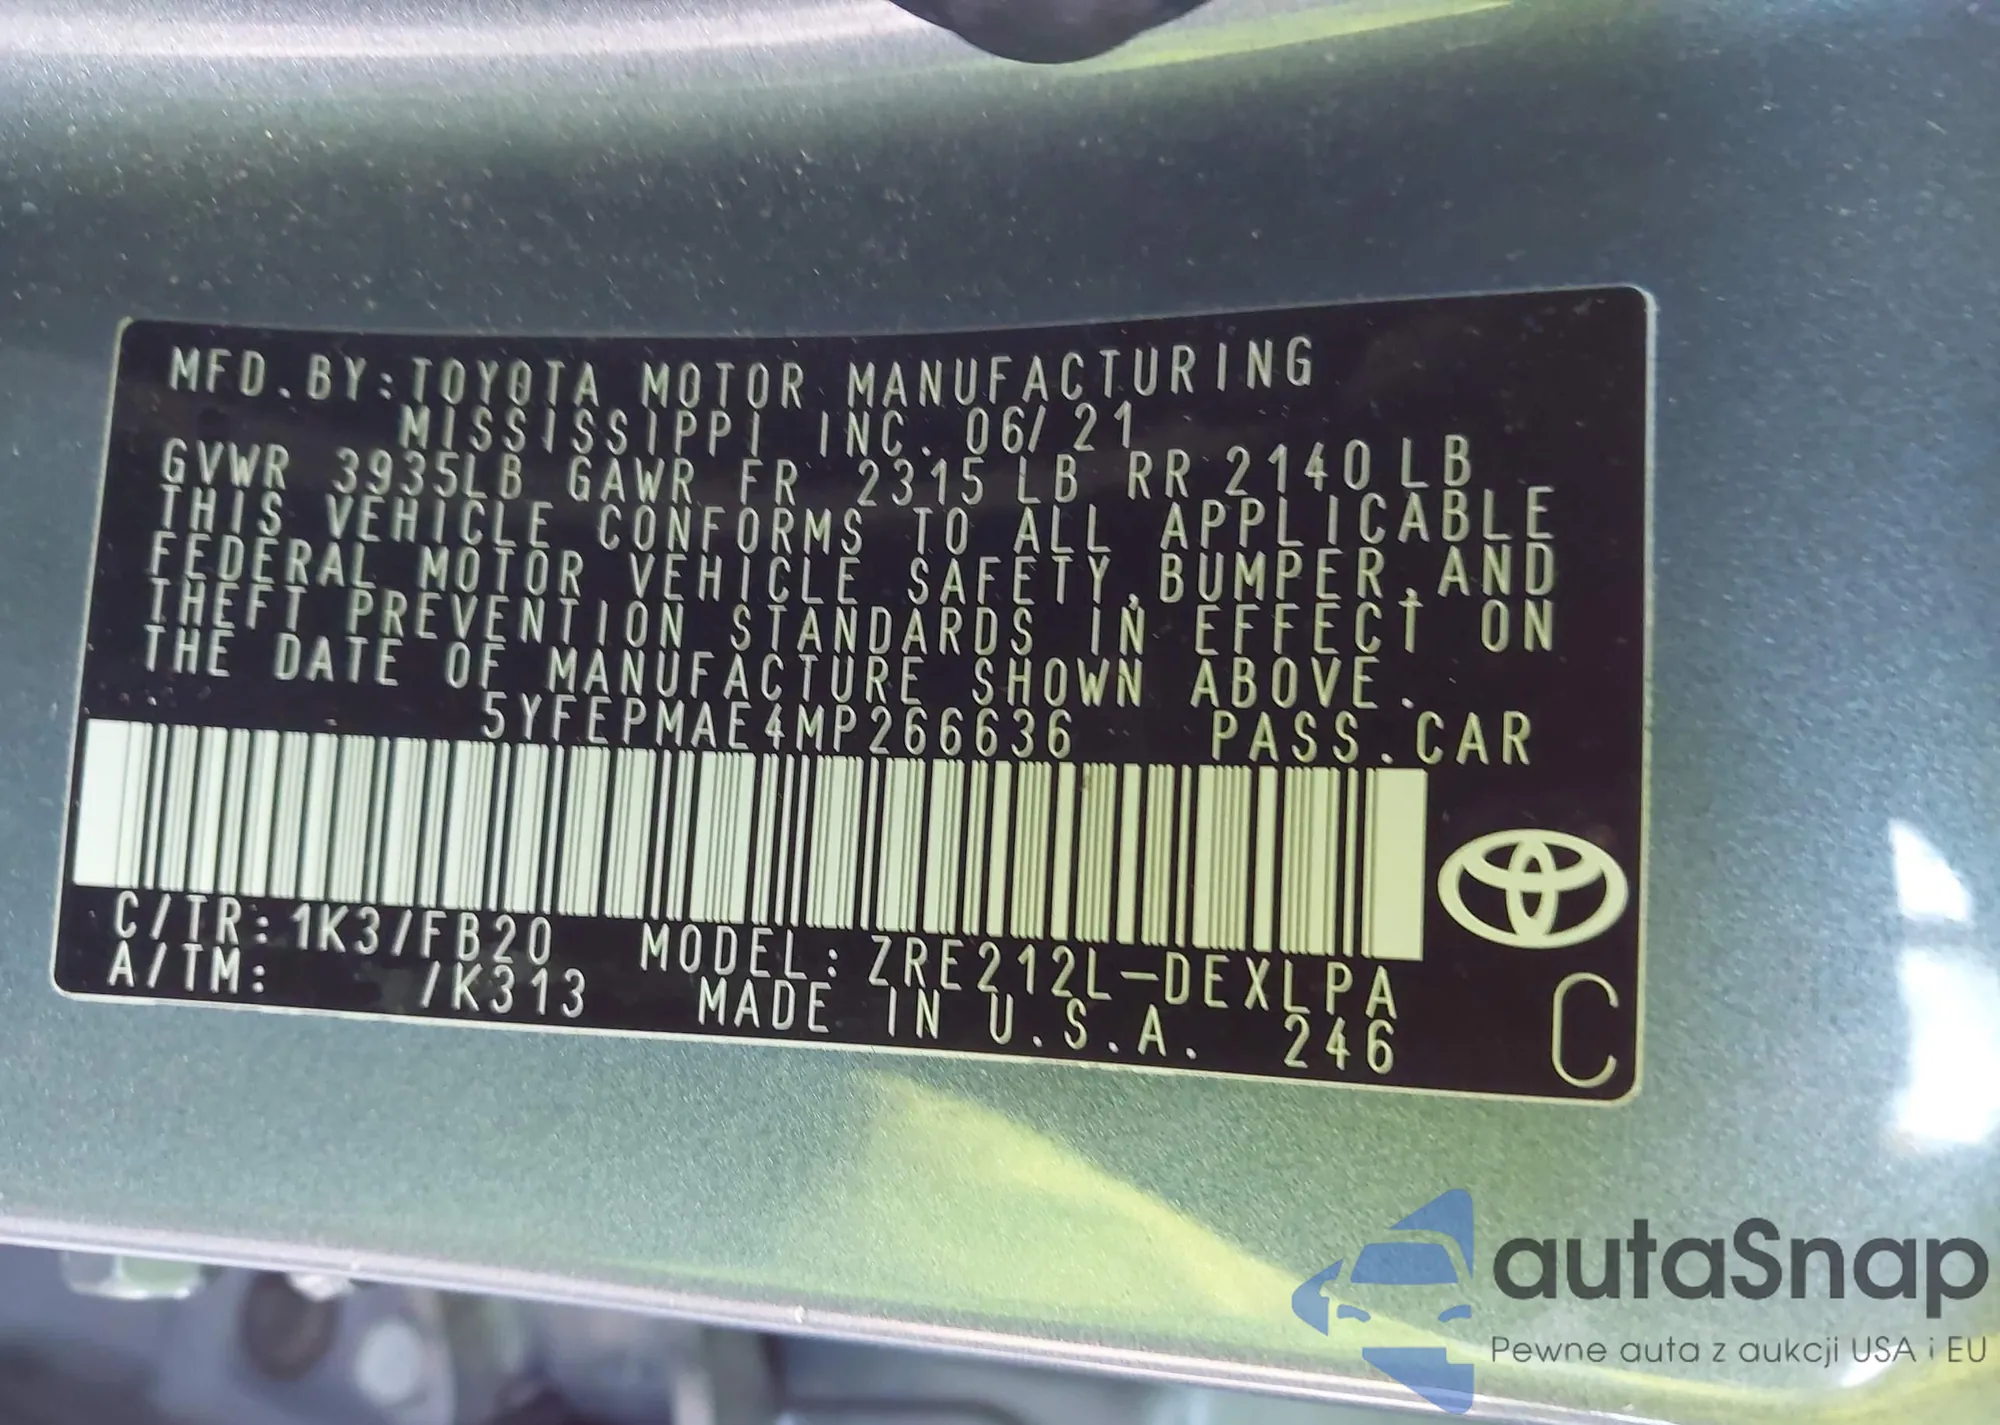 MFD.BY:TOYOTA MOTOR MANUFACTURING
MISSISSIPPI INC. 06/21
GVWR 3935LB GAWR FR 2315 LB RR 2140 LB
THIS VEHICLE CONFORMS TO ALL APPLICABLE
FEDERAL MOTOR VEHICLE SAFETY,BUMPER,AND
THEFT PREVENTION STANDARDS IN EFFECT ON
THE DATE OF MANUFACTURE SHOWN ABOVE.
5YFEPMAE4MP266636 PASS.CAR
C/TR:1K3/FB20 MODEL:ZRE212L-DEXLPA
A/TM: /K313 MADE IN U.S.A. 246
C
autaSnap
Pewne auta z aukcji USA i EU